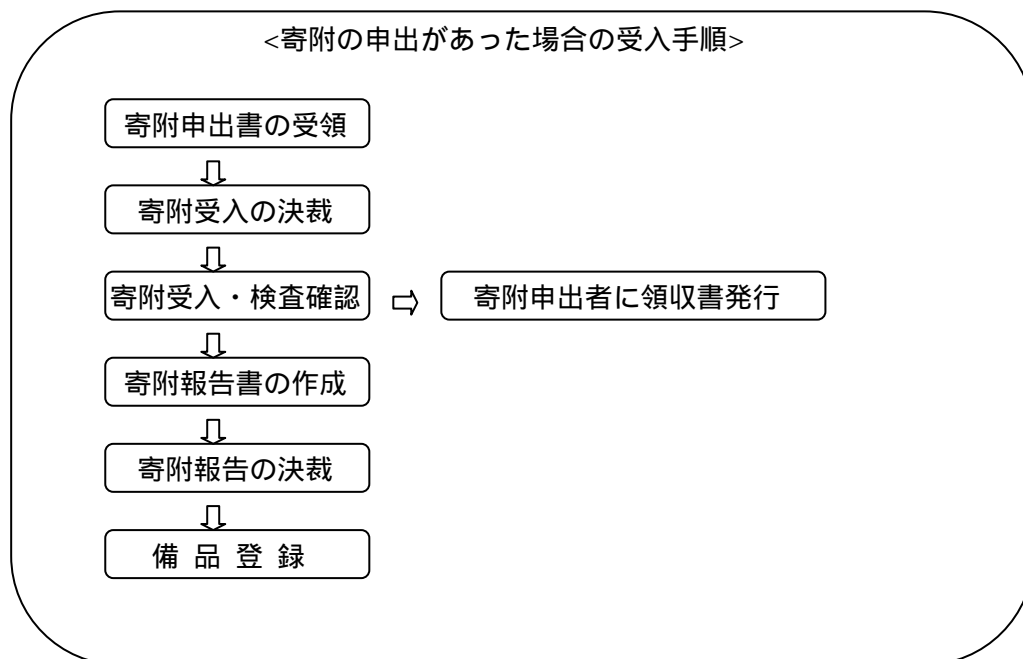 <寄附の申出があった場合の受入手順>
寄附申出書の受領
寄附受入の決裁
寄附受入・検査確認
寄附申出者に領収書発行
寄附報告書の作成
寄附報告の決裁
備 品 登 録